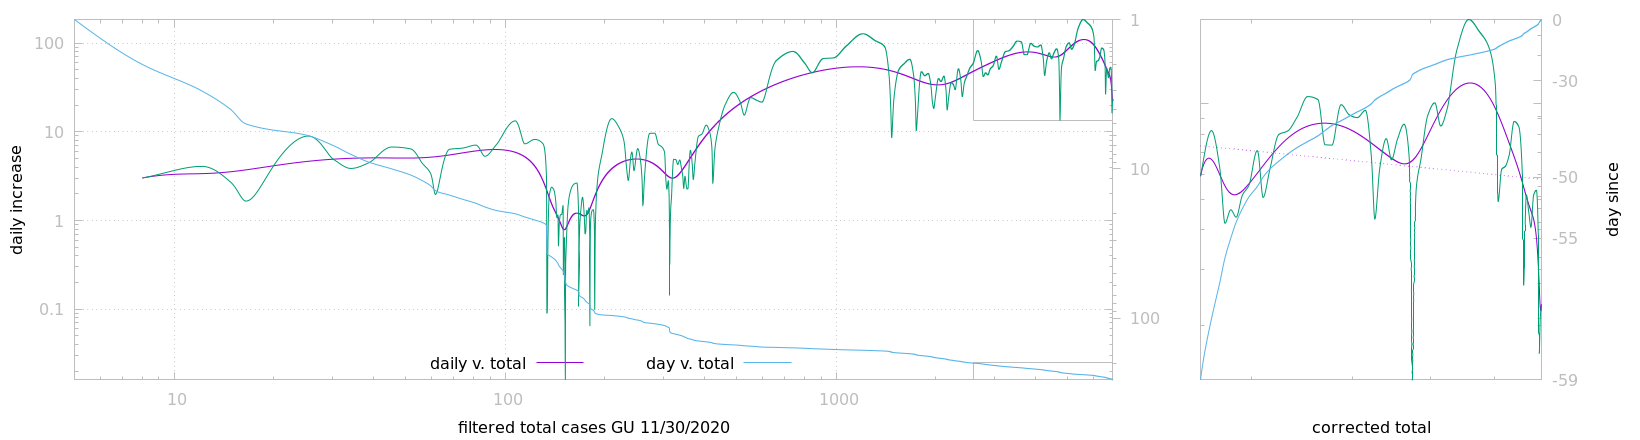 100
10
1
0.1
daily increase
daily v. total
day v. total
10
100
1000
filtered total cases GU 11/30/2020
1
10
100
0
-30
-50
-55
-59
day since
corrected total